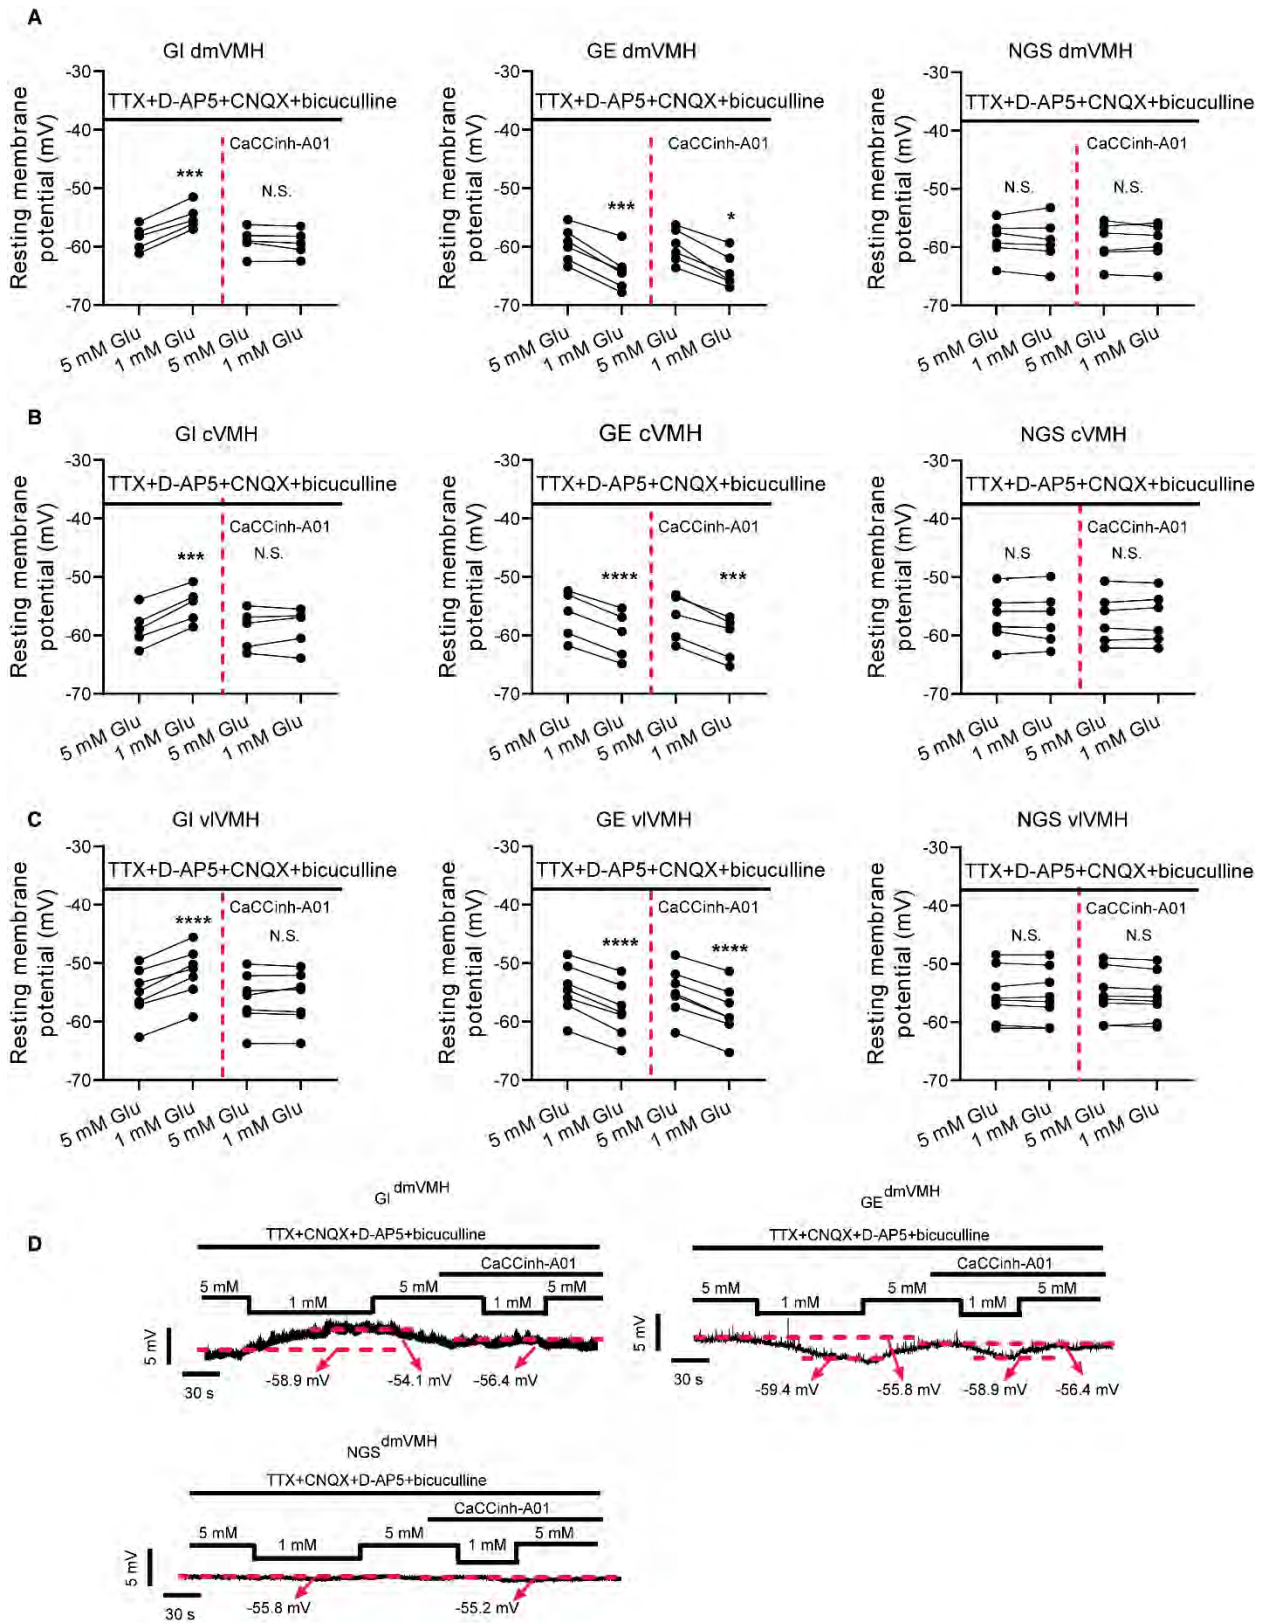 A
GI dmVMH
GE dmVMH
NGS dmVMH
Resting membrane
potential (mV)
-30
-40
-50
-60
-70
TTX+D-AP5+CNQX+bicuculline
CaCCinh-A01
***
N.S.
5 mM Glu
1 mM Glu
5 mM Glu
1 mM Glu
Resting membrane
potential (mV)
-30
-40
-50
-60
-70
TTX+D-AP5+CNQX+bicuculline
CaCCinh-A01
***
*
5 mM Glu
1 mM Glu
5 mM Glu
1 mM Glu
Resting membrane
potential (mV)
-30
-40
-50
-60
-70
TTX+D-AP5+CNQX+bicuculline
CaCCinh-A01
N.S.
N.S.
5 mM Glu
1 mM Glu
5 mM Glu
1 mM Glu
B
GI cVMH
GE cVMH
NGS cVMH
Resting membrane
potential (mV)
-30
-40
-50
-60
-70
TTX+D-AP5+CNQX+bicuculline
CaCCinh-A01
***
N.S.
5 mM Glu
1 mM Glu
5 mM Glu
1 mM Glu
Resting membrane
potential (mV)
-30
-40
-50
-60
-70
TTX+D-AP5+CNQX+bicuculline
CaCCinh-A01
****
***
5 mM Glu
1 mM Glu
5 mM Glu
1 mM Glu
Resting membrane
potential (mV)
-30
-40
-50
-60
-70
TTX+D-AP5+CNQX+bicuculline
CaCCinh-A01
N.S
N.S.
5 mM Glu
1 mM Glu
5 mM Glu
1 mM Glu
C
GI vlVMH
GE vlVMH
NGS vlVMH
Resting membrane
potential (mV)
-30
-40
-50
-60
-70
TTX+D-AP5+CNQX+bicuculline
CaCCinh-A01
****
N.S.
5 mM Glu
1 mM Glu
5 mM Glu
1 mM Glu
Resting membrane
potential (mV)
-30
-40
-50
-60
-70
TTX+D-AP5+CNQX+bicuculline
CaCCinh-A01
****
****
5 mM Glu
1 mM Glu
5 mM Glu
1 mM Glu
Resting membrane
potential (mV)
-30
-40
-50
-60
-70
TTX+D-AP5+CNQX+bicuculline
CaCCinh-A01
N.S.
N.S
5 mM Glu
1 mM Glu
5 mM Glu
1 mM Glu
D
GI dmVMH
TTX+CNQX+D-AP5+bicuculline
CaCCinh-A01
5 mM
1 mM
5 mM
1 mM
5 mM
5 mV
30 s
-58.9 mV
-54.1 mV
-56.4 mV
GE dmVMH
TTX+CNQX+D-AP5+bicuculline
CaCCinh-A01
5 mM
1 mM
5 mM
1 mM
5 mM
5 mV
30 s
-59.4 mV
-55.8 mV
-58.9 mV
-56.4 mV
NGS dmVMH
TTX+CNQX+D-AP5+bicuculline
CaCCinh-A01
5 mM
1 mM
5 mM
1 mM
5 mM
5 mV
30 s
-55.8 mV
-55.2 mV